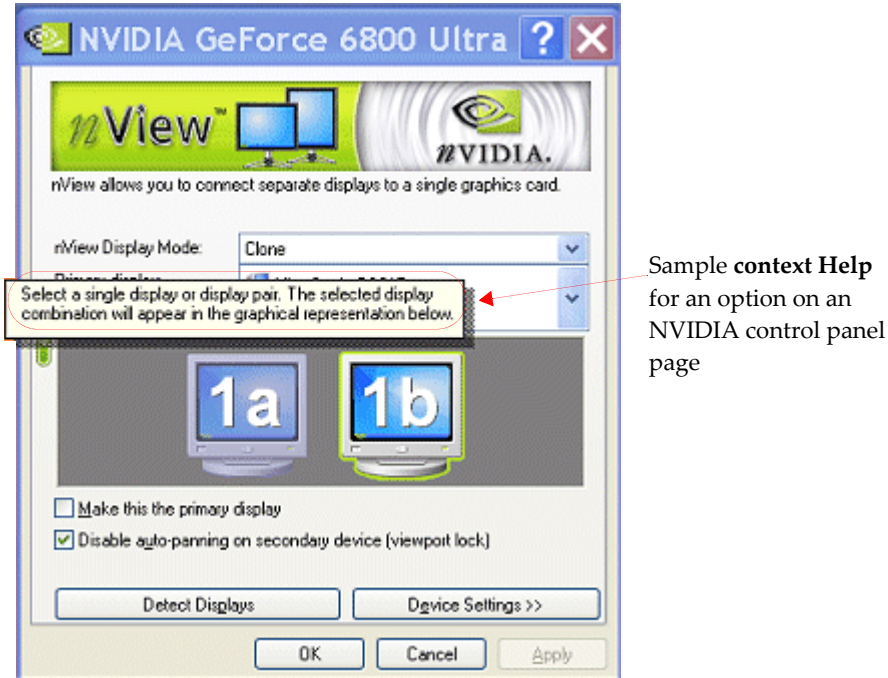 NVIDIA GeForce 6800 Ultra ? X
nView™
nVIDIA.
nView allows you to connect separate displays to a single graphics card.
nView Display Mode: Clone
Select a single display or display pair. The selected display
combination will appear in the graphical representation below.
Sample context Help
for an option on an
NVIDIA control panel
page
1a 1b
Make this the primary display
Disable auto-panning on secondary device (viewport lock)
Detect Displays Device Settings >>
OK Cancel Apply